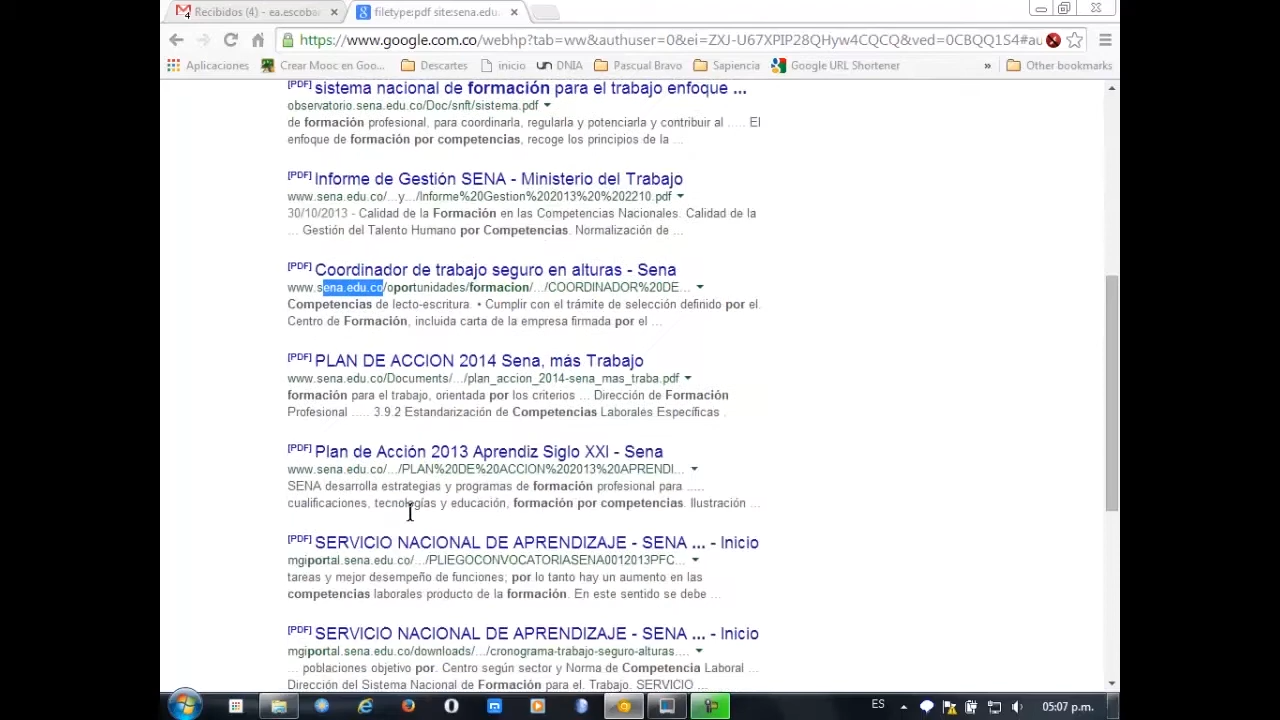 Recibidos (4) - ea.escobar
filetype:pdf site:sena.edu.
https://www.google.com.co/webhp?tab=ww&authuser=0&ei=ZXJ-U67XPIP28QHyw4CQCQ&ved=0CBQQ1S4#au
Aplicaciones
Crear Mooc en Goo...
Descartes
inicio
DNIA
Pascual Bravo
Sapiencia
Google URL Shortener
»
Other bookmarks
[PDF] sistema nacional de formación para el trabajo enfoque ...
observatorio.sena.edu.co/Doc/snft/sistema.pdf
de formación profesional, para coordinarla, regularla y potenciarla y contribuir al ..... El
enfoque de formación por competencias, recoge los principios de la ...
[PDF] Informe de Gestión SENA - Ministerio del Trabajo
www.sena.edu.co/...y.../Informe%20Gestion%202013%20%202210.pdf
30/10/2013 - Calidad de la Formación en las Competencias Nacionales. Calidad de la
... Gestión del Talento Humano por Competencias. Normalización de ...
[PDF] Coordinador de trabajo seguro en alturas - Sena
www.sena.edu.co/oportunidades/formacion/.../COORDINADOR%20DE...
Competencias de lecto-escritura. • Cumplir con el trámite de selección definido por el.
Centro de Formación, incluida carta de la empresa firmada por el ...
[PDF] PLAN DE ACCION 2014 Sena, más Trabajo
www.sena.edu.co/Documents/.../plan_accion_2014-sena_mas_traba.pdf
formación para el trabajo, orientada por los criterios ... Dirección de Formación
Profesional ..... 3.9.2 Estandarización de Competencias Laborales Específicas .
[PDF] Plan de Acción 2013 Aprendiz Siglo XXI - Sena
www.sena.edu.co/.../PLAN%20DE%20ACCION%202013%20APRENDI...
SENA desarrolla estrategias y programas de formación profesional para .....
cualificaciones, tecnologías y educación, formación por competencias. Ilustración ...
[PDF] SERVICIO NACIONAL DE APRENDIZAJE - SENA ... - Inicio
mgiportal.sena.edu.co/.../PLIEGOCONVOCATORIASENA0012013PFC...
tareas y mejor desempeño de funciones; por lo tanto hay un aumento en las
competencias laborales producto de la formación. En este sentido se debe ...
[PDF] SERVICIO NACIONAL DE APRENDIZAJE - SENA ... - Inicio
mgiportal.sena.edu.co/downloads/.../cronograma-trabajo-seguro-alturas....
... poblaciones objetivo por. Centro según sector y Norma de Competencia Laboral ...
Dirección del Sistema Nacional de Formación para el. Trabajo. SERVICIO ...
ES
05:07 p.m.